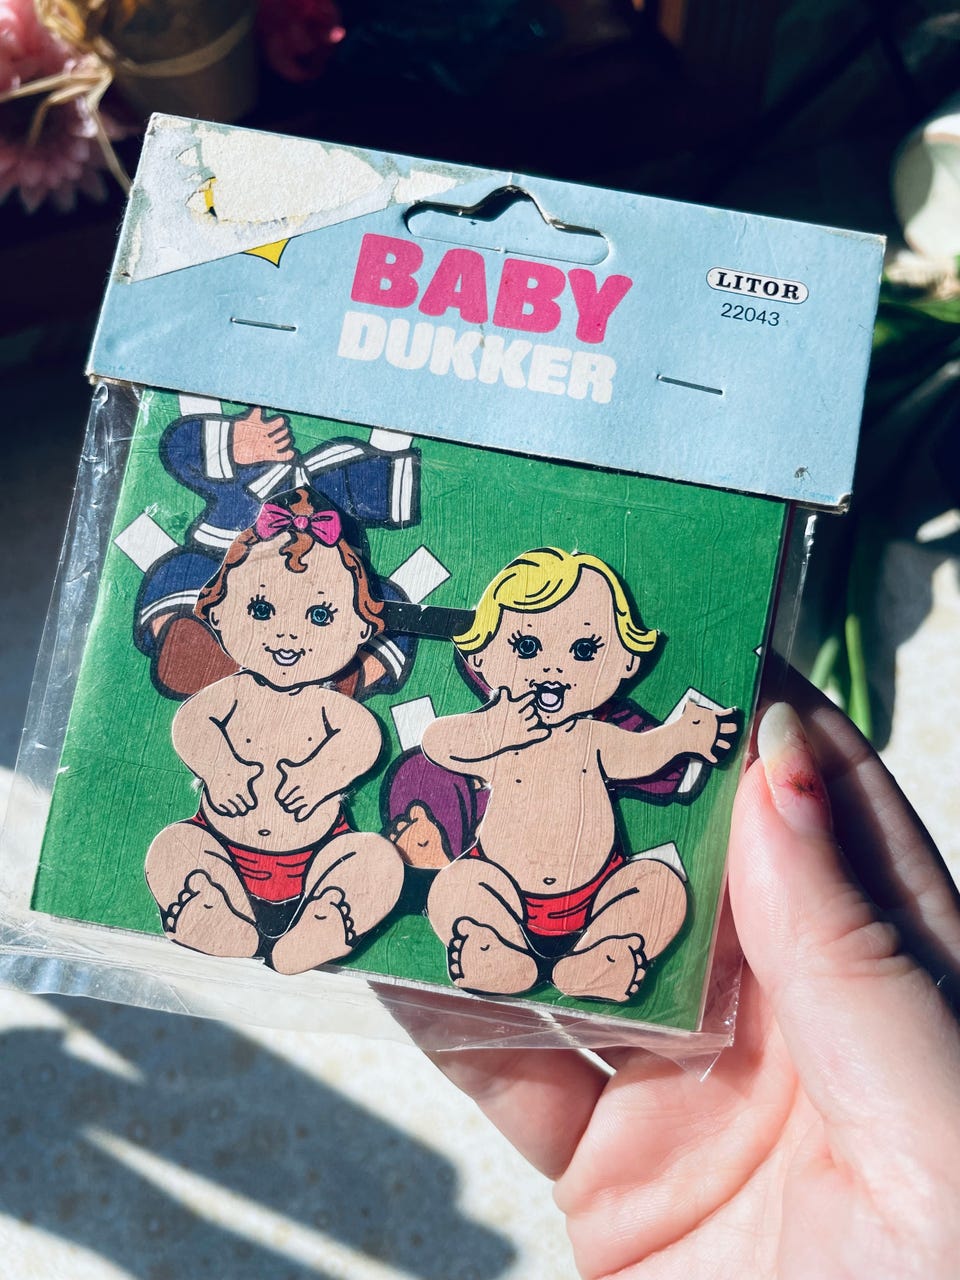 BABY
DUKKER
LITOR
22043